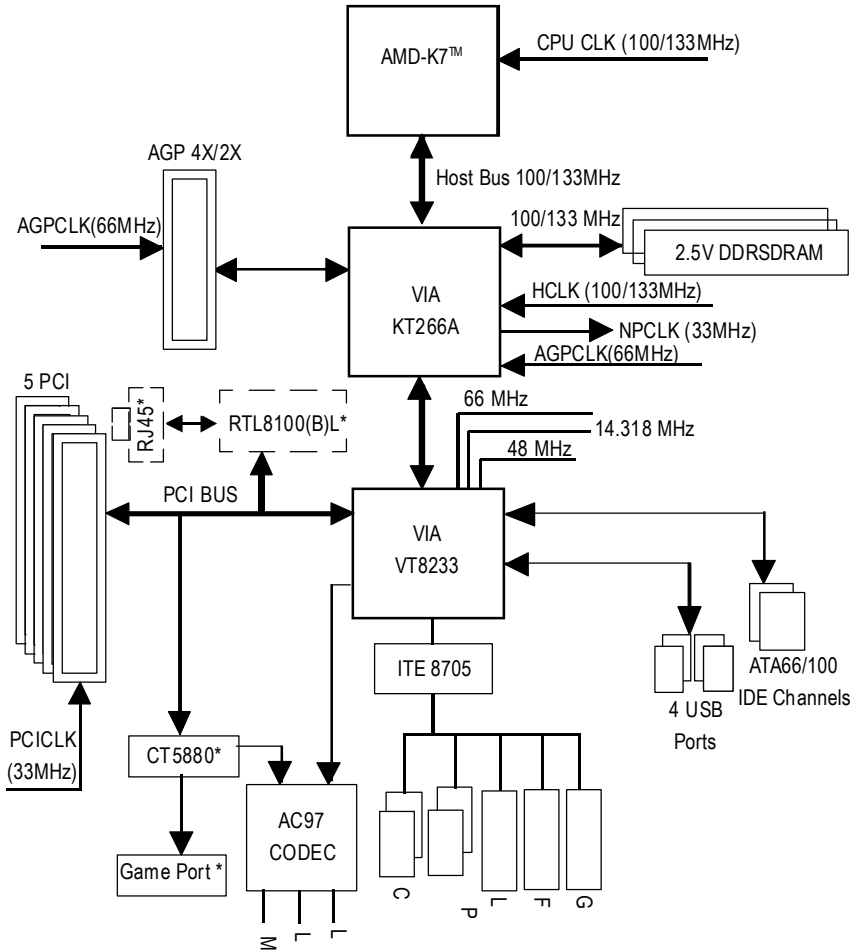 AMD-K7™
CPU CLK (100/133MHz)
AGP 4X/2X
Host Bus 100/133MHz
AGPCLK(66MHz)
100/133 MHz
2.5V DDRSDRAM
VIA
KT266A
HCLK (100/133MHz)
NPCLK (33MHz)
AGPCLK(66MHz)
5 PCI
RJ45*
RTL8100(B)L*
66 MHz
14.318 MHz
48 MHz
PCI BUS
VIA
VT8233
ITE 8705
ATA66/100
IDE Channels
4 USB
Ports
PCICLK
(33MHz)
CT5880*
AC97
CODEC
Game Port *
C
P
L
F
G
M
L
L